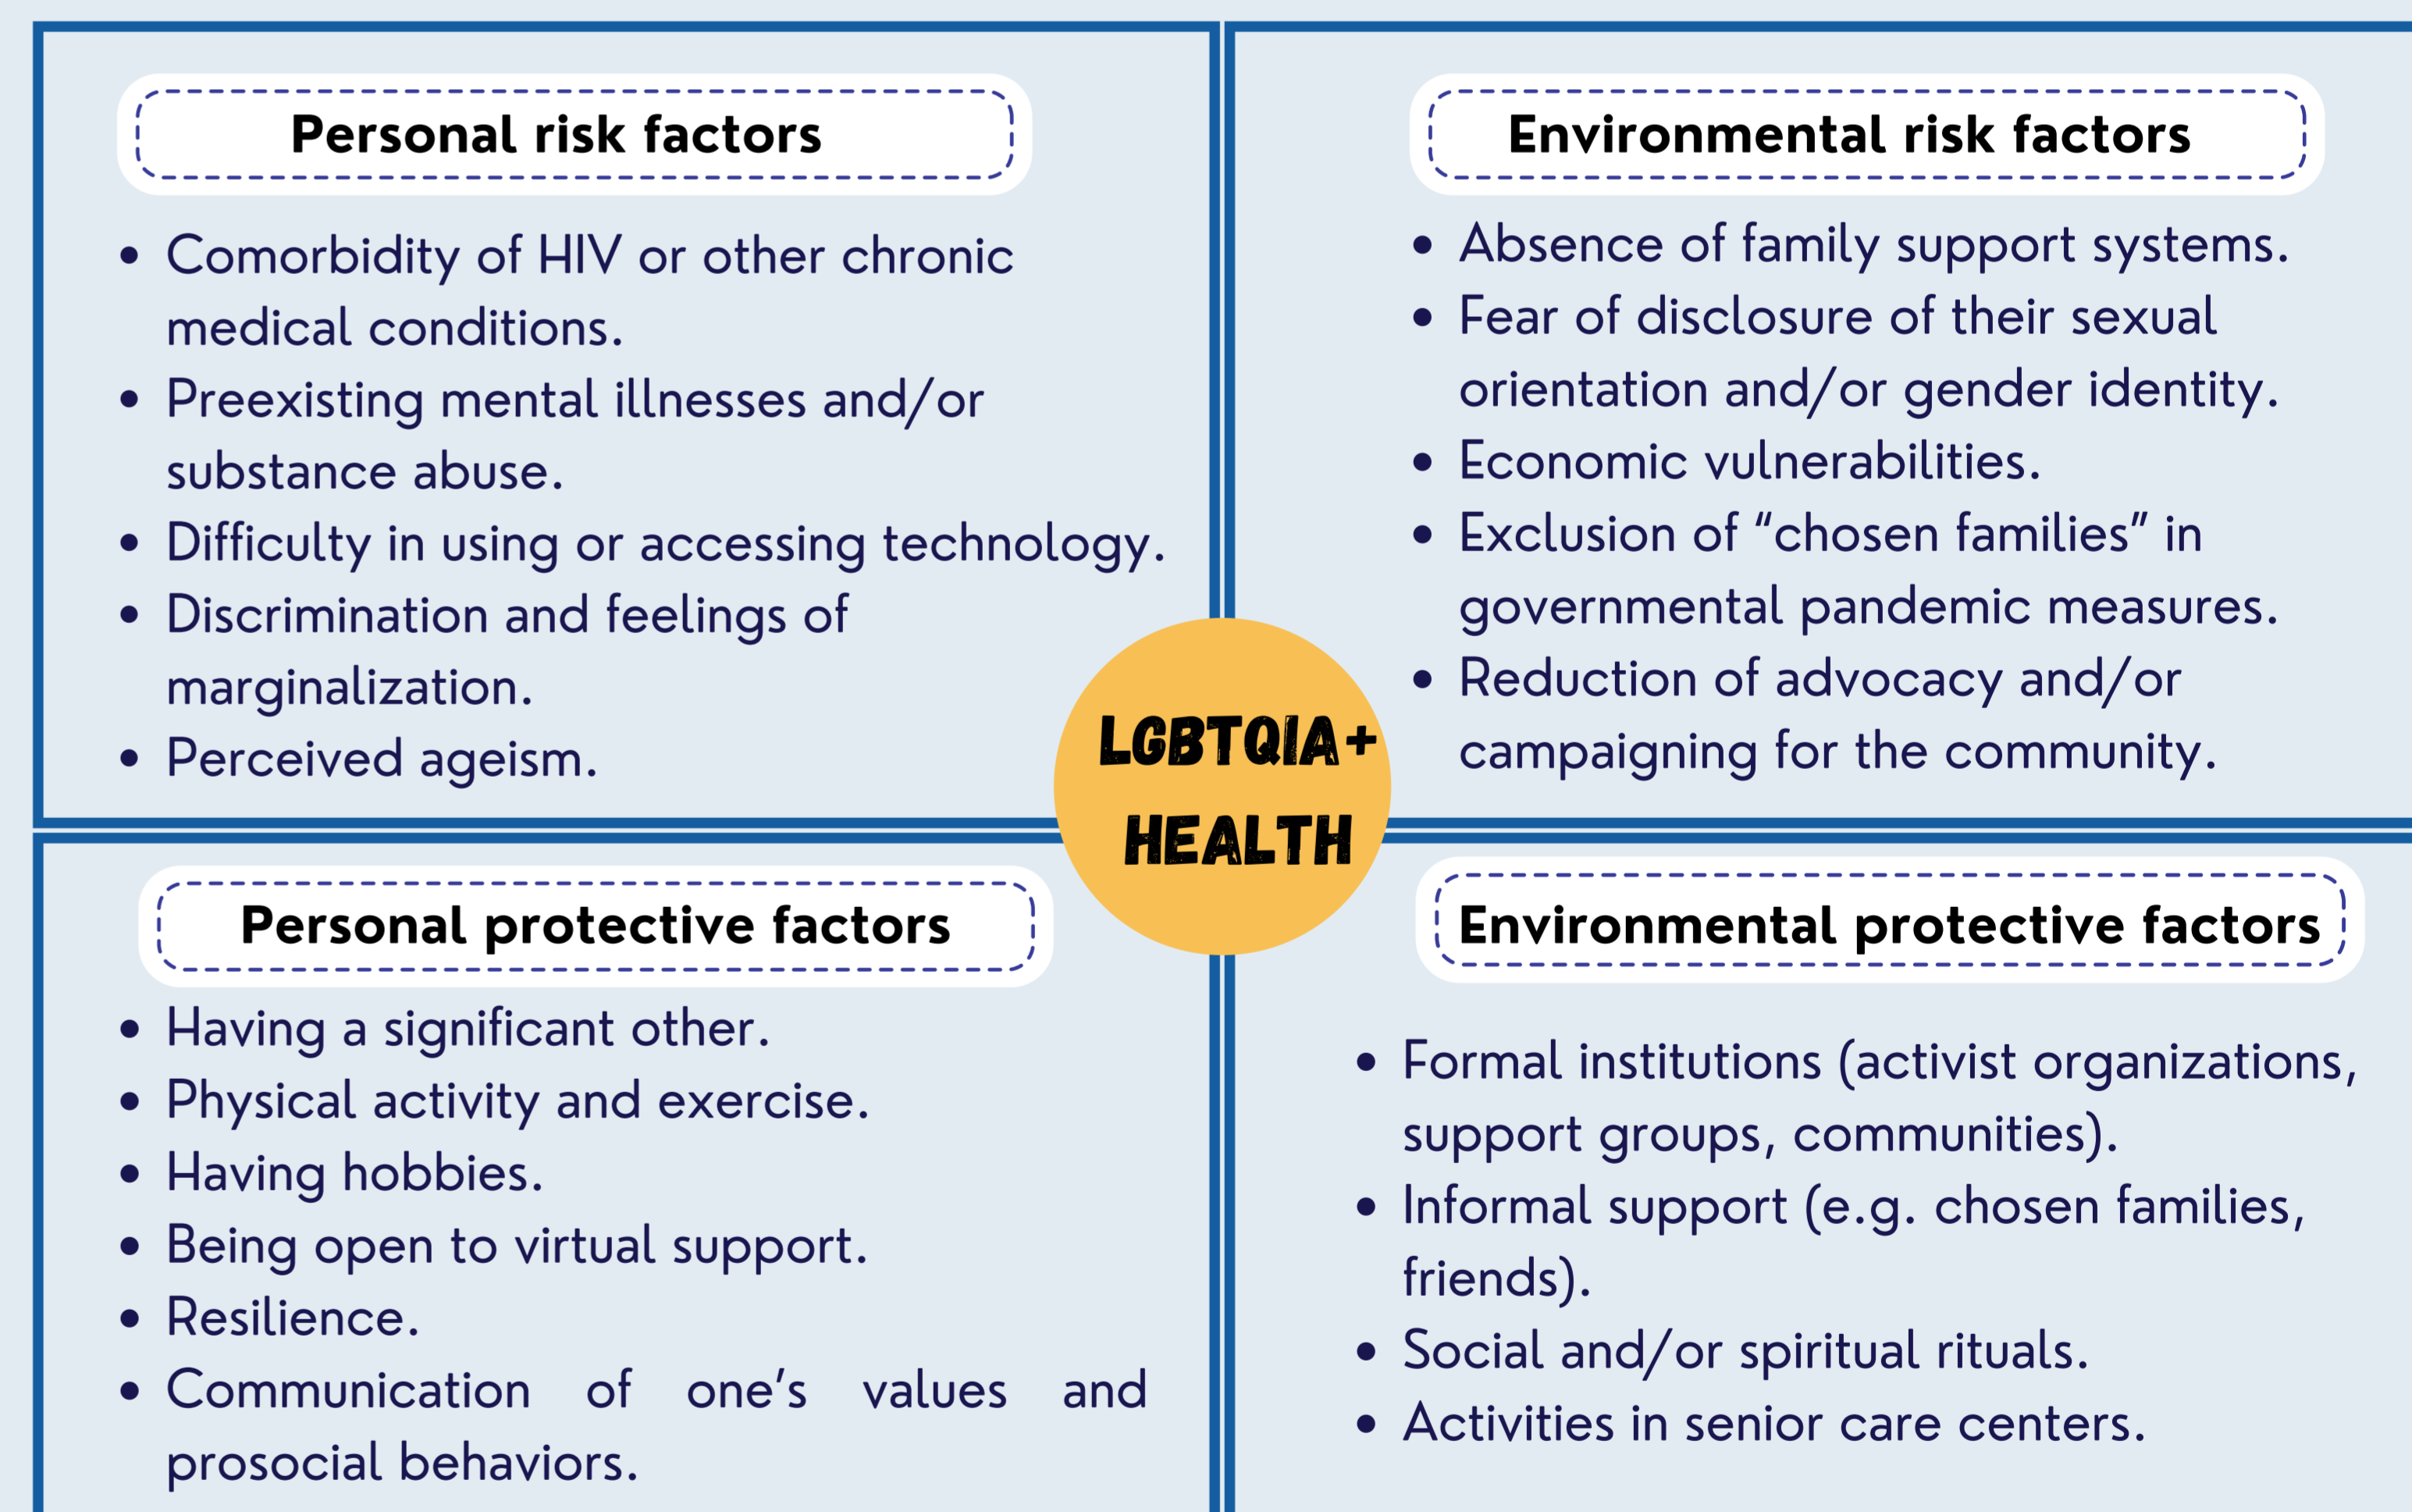 Personal risk factors
• Comorbidity of HIV or other chronic
medical conditions.
• Preexisting mental illnesses and/or
substance abuse.
• Difficulty in using or accessing technology.
• Discrimination and feelings of
marginalization.
• Perceived ageism.
Environmental risk factors
• Absence of family support systems.
• Fear of disclosure of their sexual
orientation and/or gender identity.
• Economic vulnerabilities.
• Exclusion of “chosen families” in
governmental pandemic measures.
• Reduction of advocacy and/or
campaigning for the community.
LGBTQIA+
HEALTH
Personal protective factors
• Having a significant other.
• Physical activity and exercise.
• Having hobbies.
• Being open to virtual support.
• Resilience.
• Communication of one’s values and
prosocial behaviors.
Environmental protective factors
• Formal institutions (activist organizations,
support groups, communities).
• Informal support (e.g. chosen families,
friends).
• Social and/or spiritual rituals.
• Activities in senior care centers.